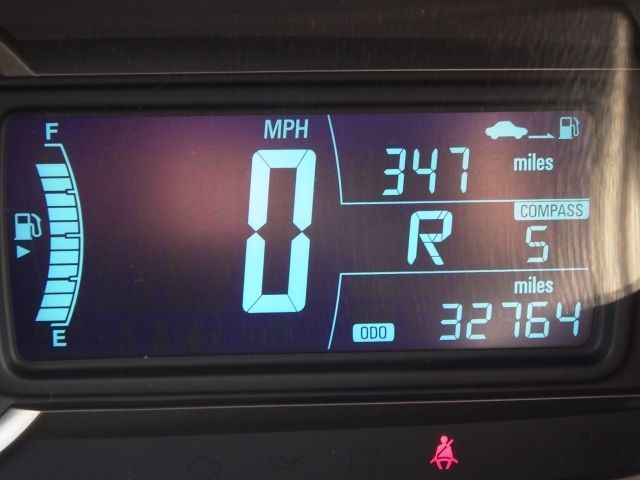 F
MPH
347 miles
0
COMPASS
R S
miles
E
ODO 32764